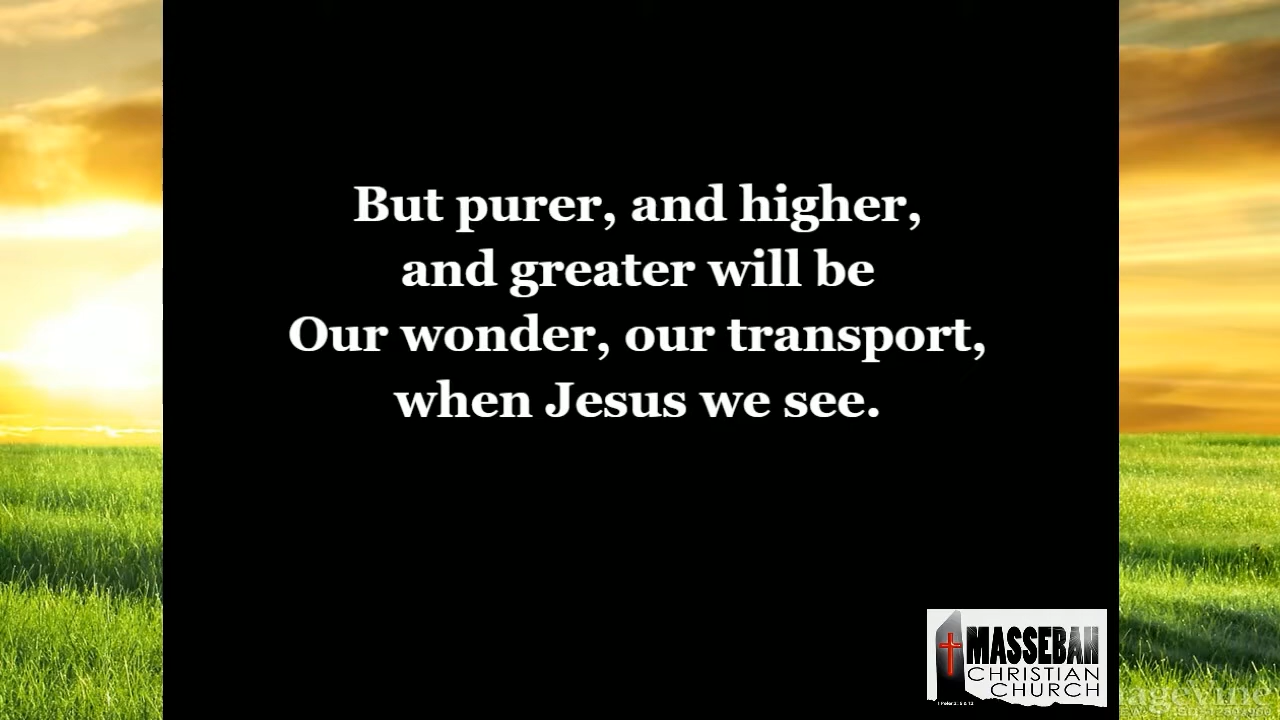 But purer, and higher,
and greater will be
Our wonder, our transport,
when Jesus we see.
MASSEBAH
CHRISTIAN
CHURCH